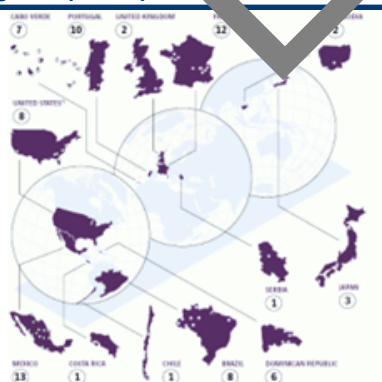 CABO VERDE
7
PORTUGAL
10
UNITED KINGDOM
2
12
2
UNITED STATES
8
SERBIA
1
JAPAN
3
MEXICO
13
COSTA RICA
1
CHILE
1
BRAZIL
8
DOMINICAN REPUBLIC
6